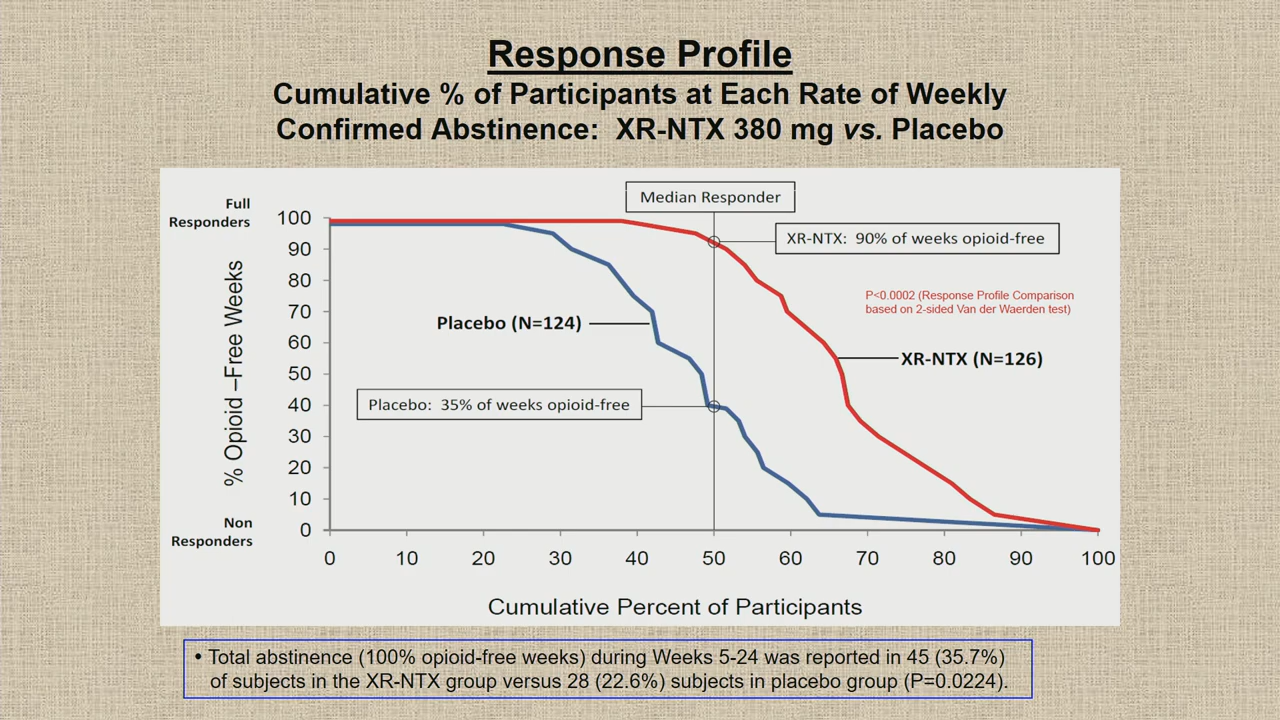 Response Profile
Cumulative % of Participants at Each Rate of Weekly
Confirmed Abstinence: XR-NTX 380 mg vs. Placebo
Full
Responders
Median Responder
XR-NTX: 90% of weeks opioid-free
P<0.0002 (Response Profile Comparison
based on 2-sided Van der Waerden test)
Placebo (N=124)
XR-NTX (N=126)
Placebo: 35% of weeks opioid-free
% Opioid –Free Weeks
100
90
80
70
60
50
40
30
20
10
0
Non
Responders
0 10 20 30 40 50 60 70 80 90 100
Cumulative Percent of Participants
• Total abstinence (100% opioid-free weeks) during Weeks 5-24 was reported in 45 (35.7%)
of subjects in the XR-NTX group versus 28 (22.6%) subjects in placebo group (P=0.0224).